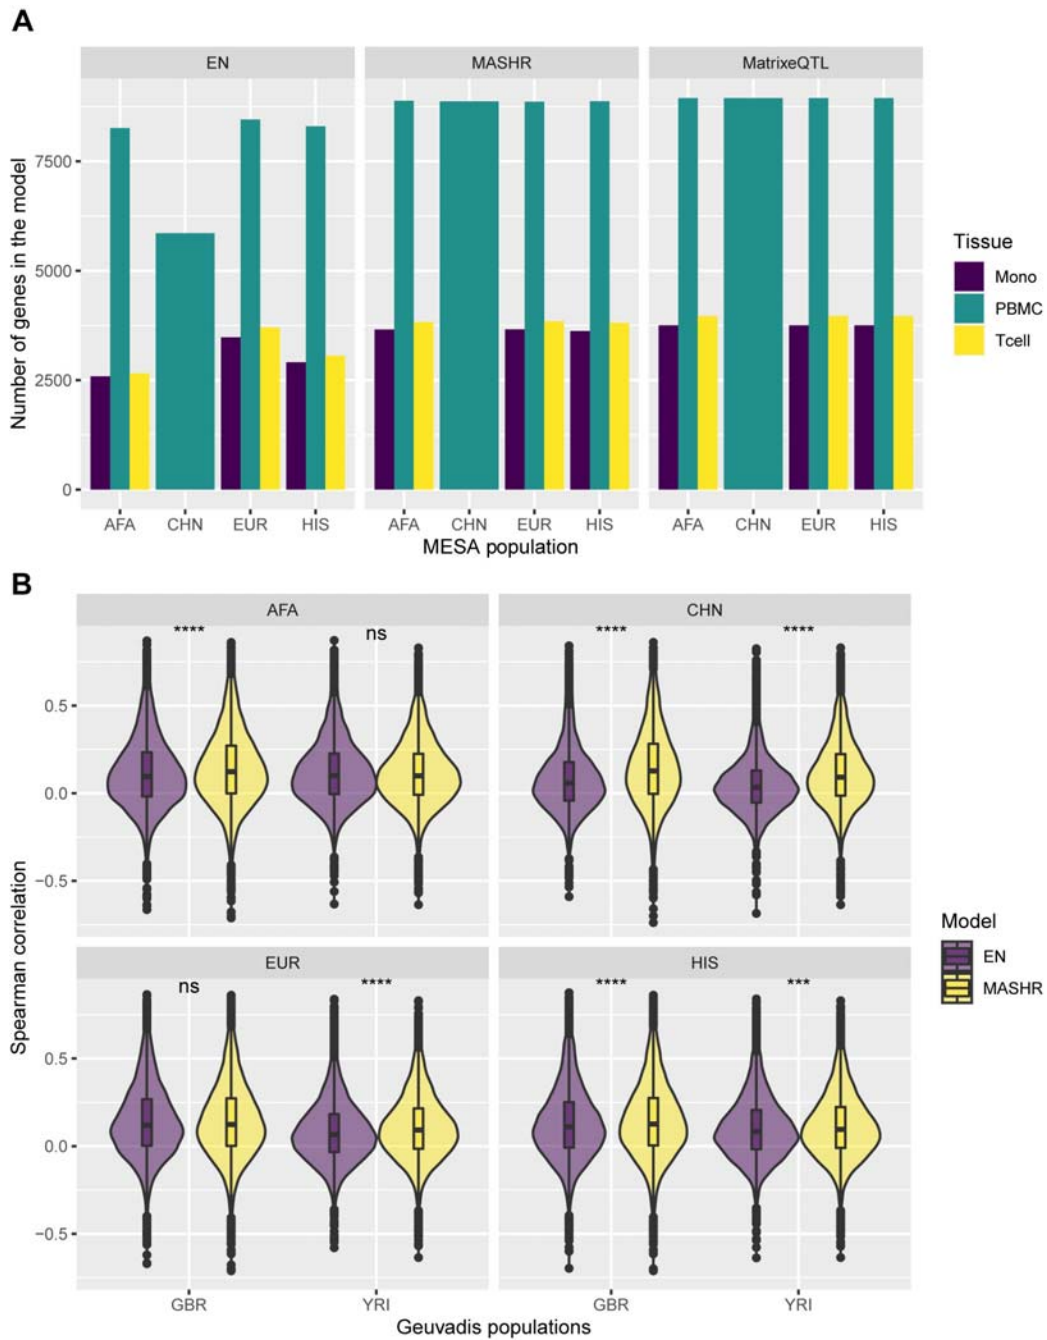 A
EN MASHR MatrixeQTL
Number of genes in the model
7500
5000
2500
0
AFA CHN EUR HIS AFA CHN EUR HIS AFA CHN EUR HIS
MESA population
Tissue
Mono
PBMC
Tcell
B
AFA CHN
**** ns **** ****
0.5
0.0
−0.5
EUR HIS
ns **** **** ***
0.5
0.0
−0.5
Spearman correlation
GBR YRI GBR YRI
Geuvadis populations
Model
EN
MASHR